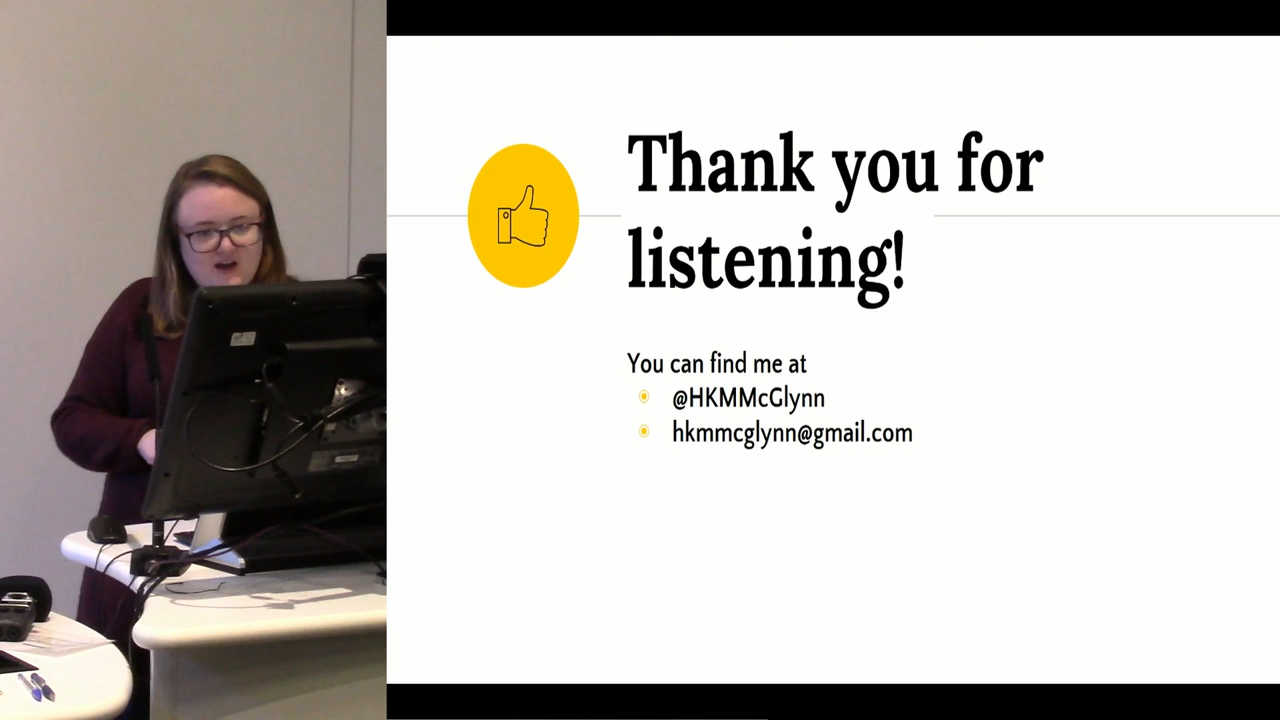 Thank you for
listening!
You can find me at
@HKMMcGlynn
hkmmcglynn@gmail.com